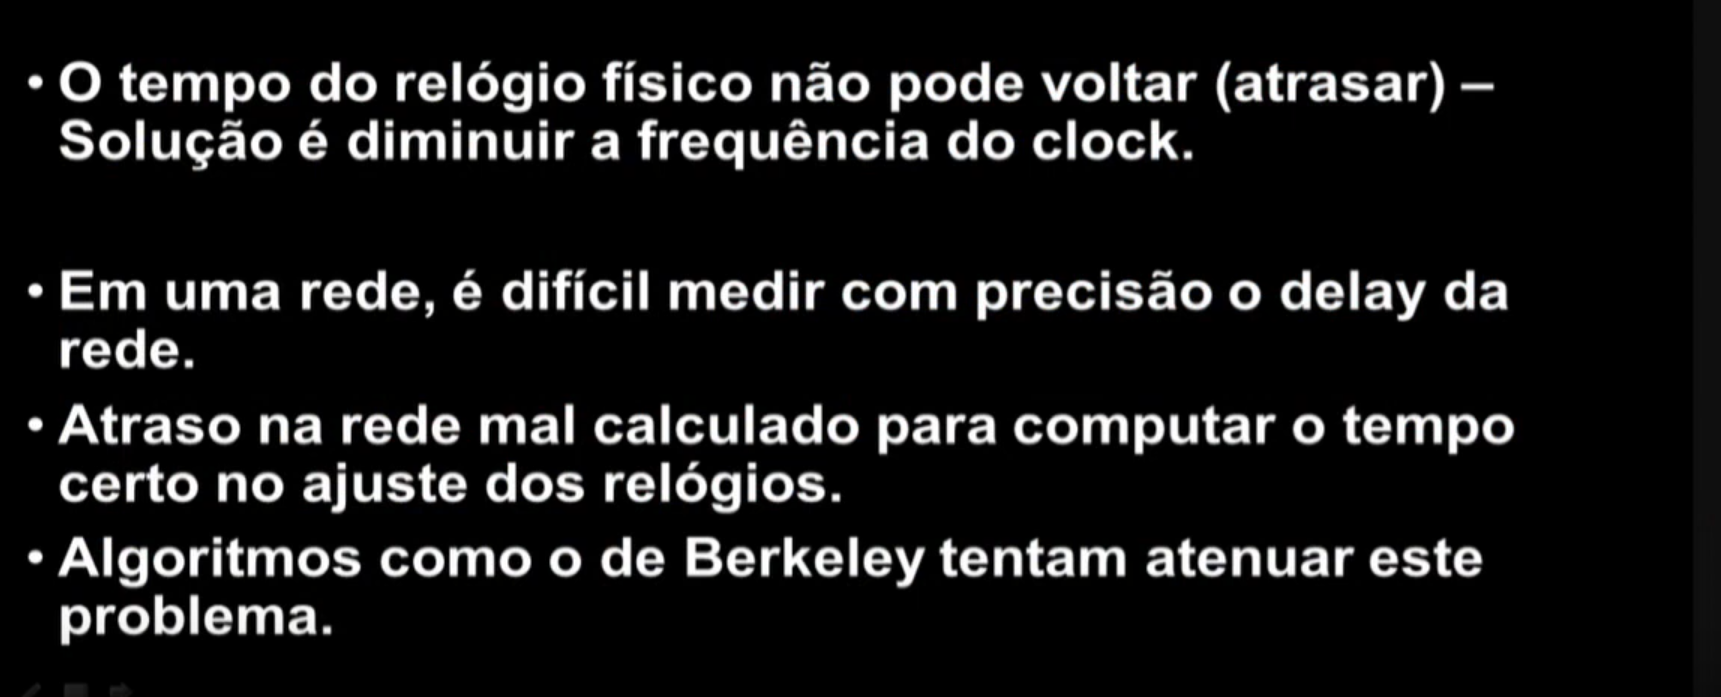 • O tempo do relógio físico não pode voltar (atrasar) –
Solução é diminuir a frequência do clock.
• Em uma rede, é difícil medir com precisão o delay da
rede.
• Atraso na rede mal calculado para computar o tempo
certo no ajuste dos relógios.
• Algoritmos como o de Berkeley tentam atenuar este
problema.